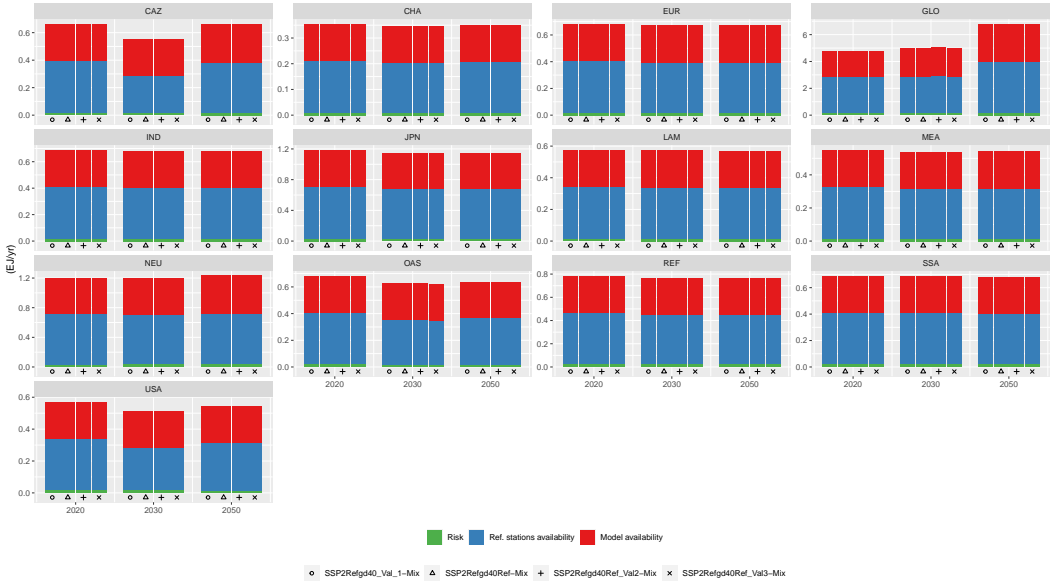 CAZ CHA EUR GLO
0.6 0.3 0.6 6
0.4 0.2 0.4 4
0.2 0.1 0.2 2
0.0 0.0 0.0 0
IND JPN LAM MEA
0.6 1.2 0.6
0.4 0.8 0.4 0.4
0.2 0.4 0.2 0.2
0.0 0.0 0.0 0.0
NEU OAS REF SSA
1.2 0.6 0.8 0.6
0.8 0.4 0.6 0.4
0.4 0.2 0.4 0.2
0.0 0.0 0.2 0.0
0.0
2020 2030 2050 2020 2030 2050 2020 2030 2050
USA
0.6
0.4
0.2
0.0
2020 2030 2050
(EJ/yr)
Risk Ref. stations availability Model availability
SSP2Refgd40_Val_1−Mix SSP2Refgd40Ref−Mix SSP2Refgd40Ref_Val2−Mix SSP2Refgd40Ref_Val3−Mix